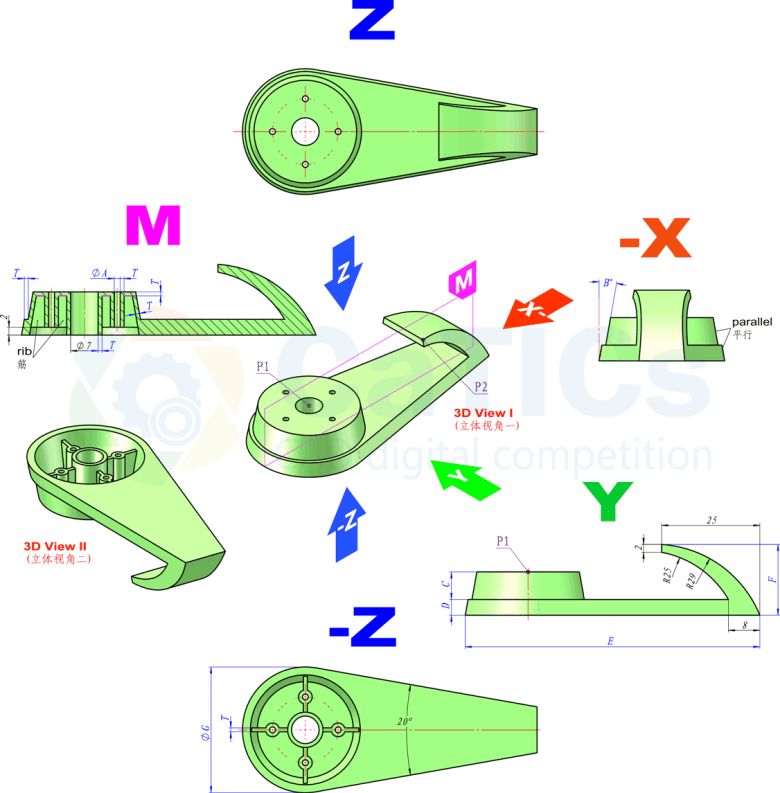 Z
M
-X
T
ΦA
T
T
T
2
Φ7
T
rib
筋
Z
M
X-
B°
parallel
平行
P1
P2
3D View I
(立体视角一)
CaTICs
digital competition
Y
-Z
Y
3D View II
(立体视角二)
25
P1
2
R25
R29
F
C
D
8
E
-Z
ΦG
T
20°